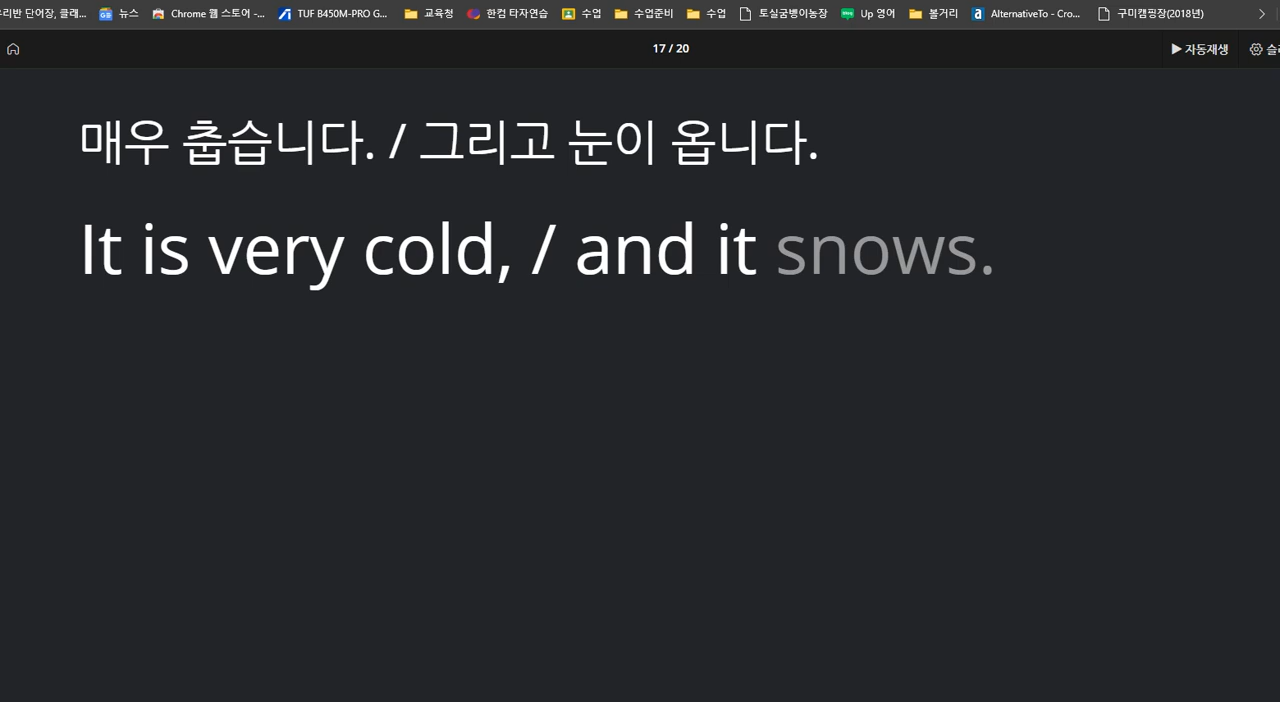 우리반 단어장, 클래... 뉴스 Chrome 웹 스토어 -... TUF B450M-PRO G... 교육청 한컴 타자연습 수업 수업준비 수업 토실굼벵이농장 Up 영어 볼거리 AlternativeTo - Cro... 구미캠핑장(2018년)
17 / 20 자동재생
매우 춥습니다. / 그리고 눈이 옵니다.
It is very cold, / and it snows.